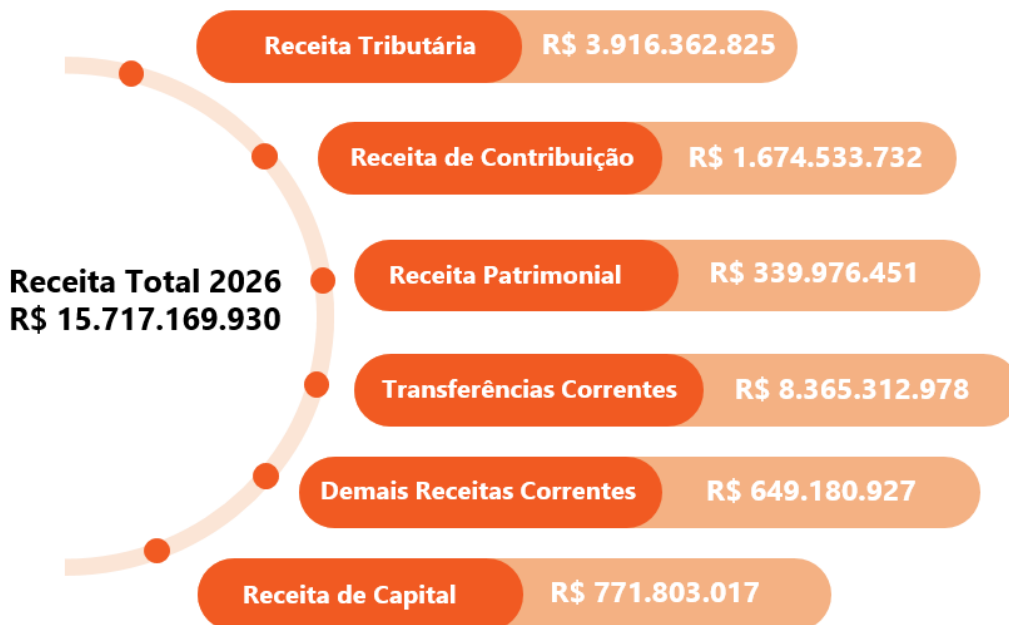 Receita Tributária R$ 3.916.362.825
Receita de Contribuição R$ 1.674.533.732
Receita Patrimonial R$ 339.976.451
Receita Total 2026
R$ 15.717.169.930
Transferências Correntes R$ 8.365.312.978
Demais Receitas Correntes R$ 649.180.927
Receita de Capital R$ 771.803.017